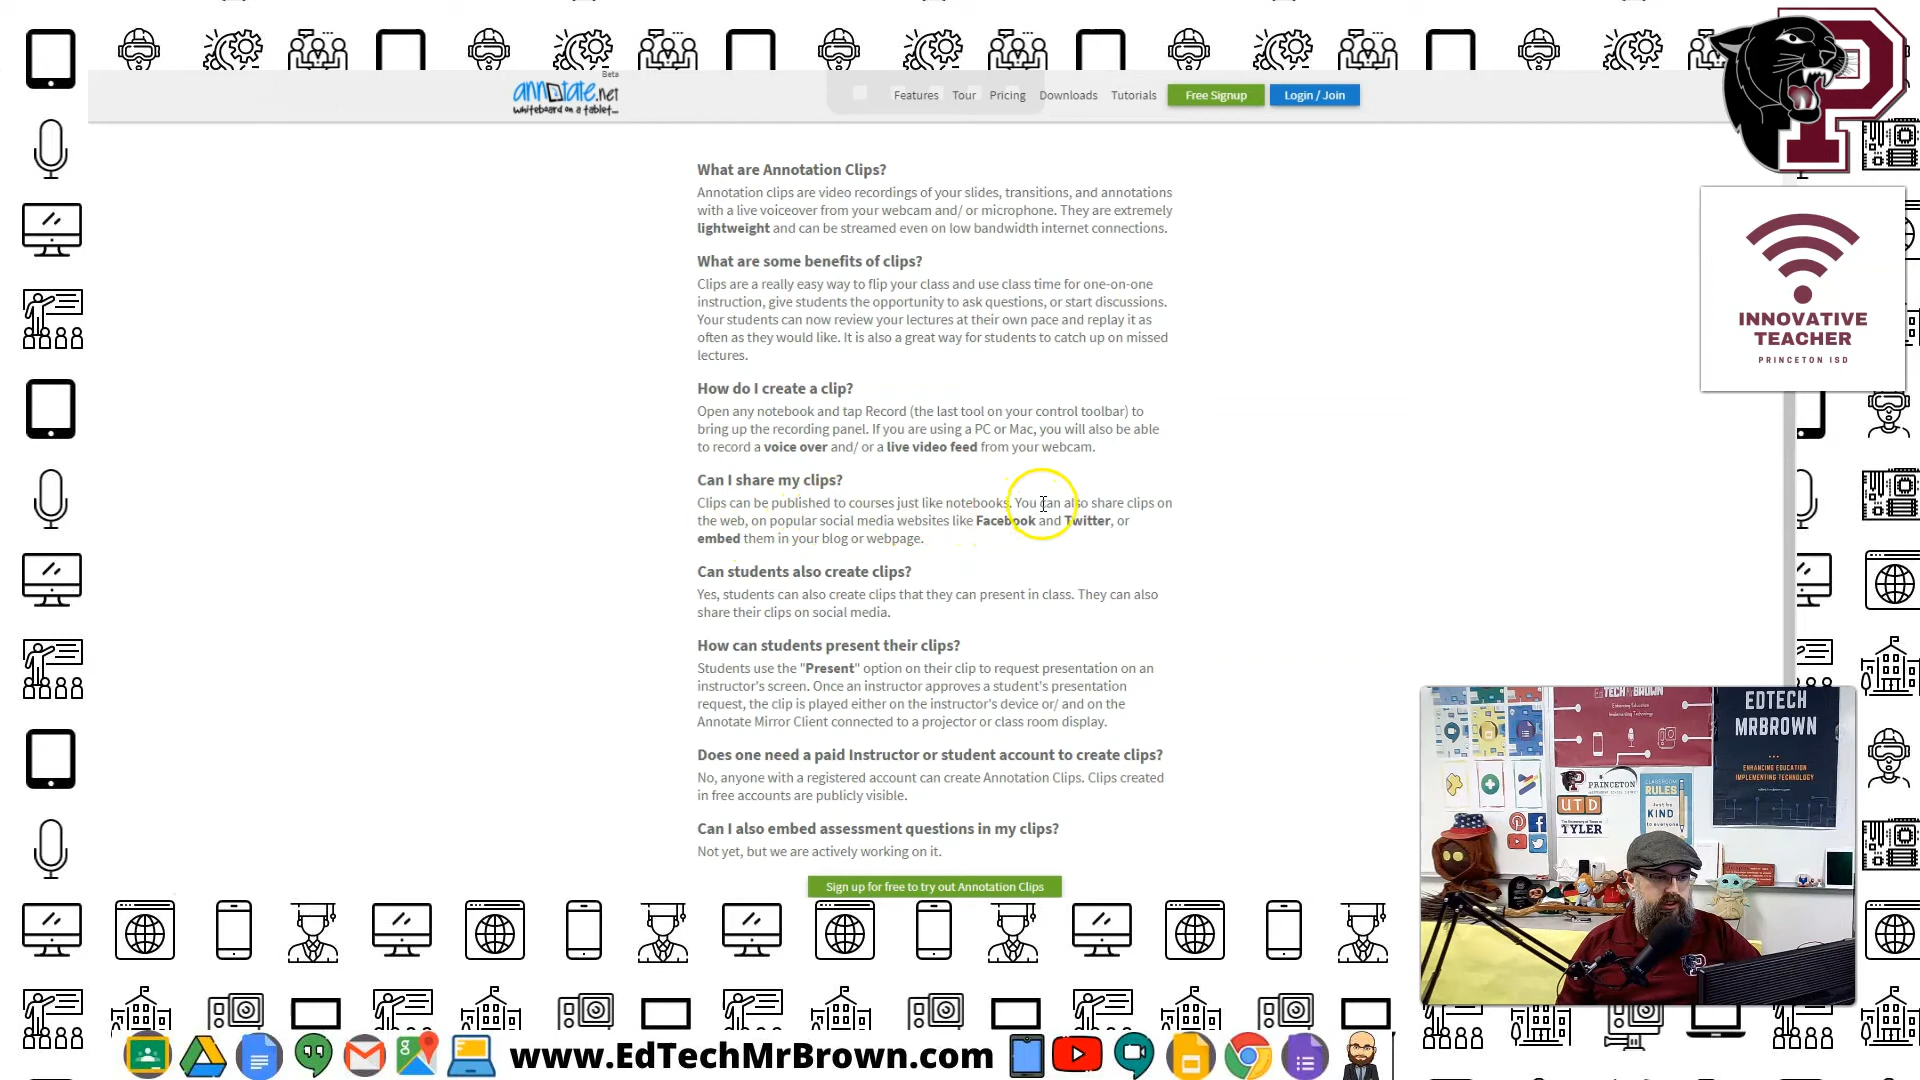 Beta
annotate.net
whiteboard on a tablet...
Features Tour Pricing Downloads Tutorials Free Signup Login / Join
What are Annotation Clips?
Annotation clips are video recordings of your slides, transitions, and annotations
with a live voiceover from your webcam and/ or microphone. They are extremely
lightweight and can be streamed even on low bandwidth internet connections.
What are some benefits of clips?
Clips are a really easy way to flip your class and use class time for one-on-one
instruction, give students the opportunity to ask questions, or start discussions.
Your students can now review your lectures at their own pace and replay it as
often as they would like. It is also a great way for students to catch up on missed
lectures.
How do I create a clip?
Open any notebook and tap Record (the last tool on your control toolbar) to
bring up the recording panel. If you are using a PC or Mac, you will also be able
to record a voice over and/ or a live video feed from your webcam.
Can I share my clips?
Clips can be published to courses just like notebooks. You can also share clips on
the web, on popular social media websites like Facebook and Twitter, or
embed them in your blog or webpage.
Can students also create clips?
Yes, students can also create clips that they can present in class. They can also
share their clips on social media.
How can students present their clips?
Students use the "Present" option on their clip to request presentation on an
instructor's screen. Once an instructor approves a student's presentation
request, the clip is played either on the instructor's device or/ and on the
Annotate Mirror Client connected to a projector or class room display.
Does one need a paid Instructor or student account to create clips?
No, anyone with a registered account can create Annotation Clips. Clips created
in free accounts are publicly visible.
Can I also embed assessment questions in my clips?
Not yet, but we are actively working on it.
Sign up for free to try out Annotation Clips
P
INNOVATIVE
TEACHER
PRINCETON ISD
EDTECH
MRBROWN
ENHANCING EDUCATION
IMPLEMENTING TECHNOLOGY
PRINCETON
UTD
TYLER
CLASSROOM
RULES
Just be
KIND
to everyone
www.EdTechMrBrown.com